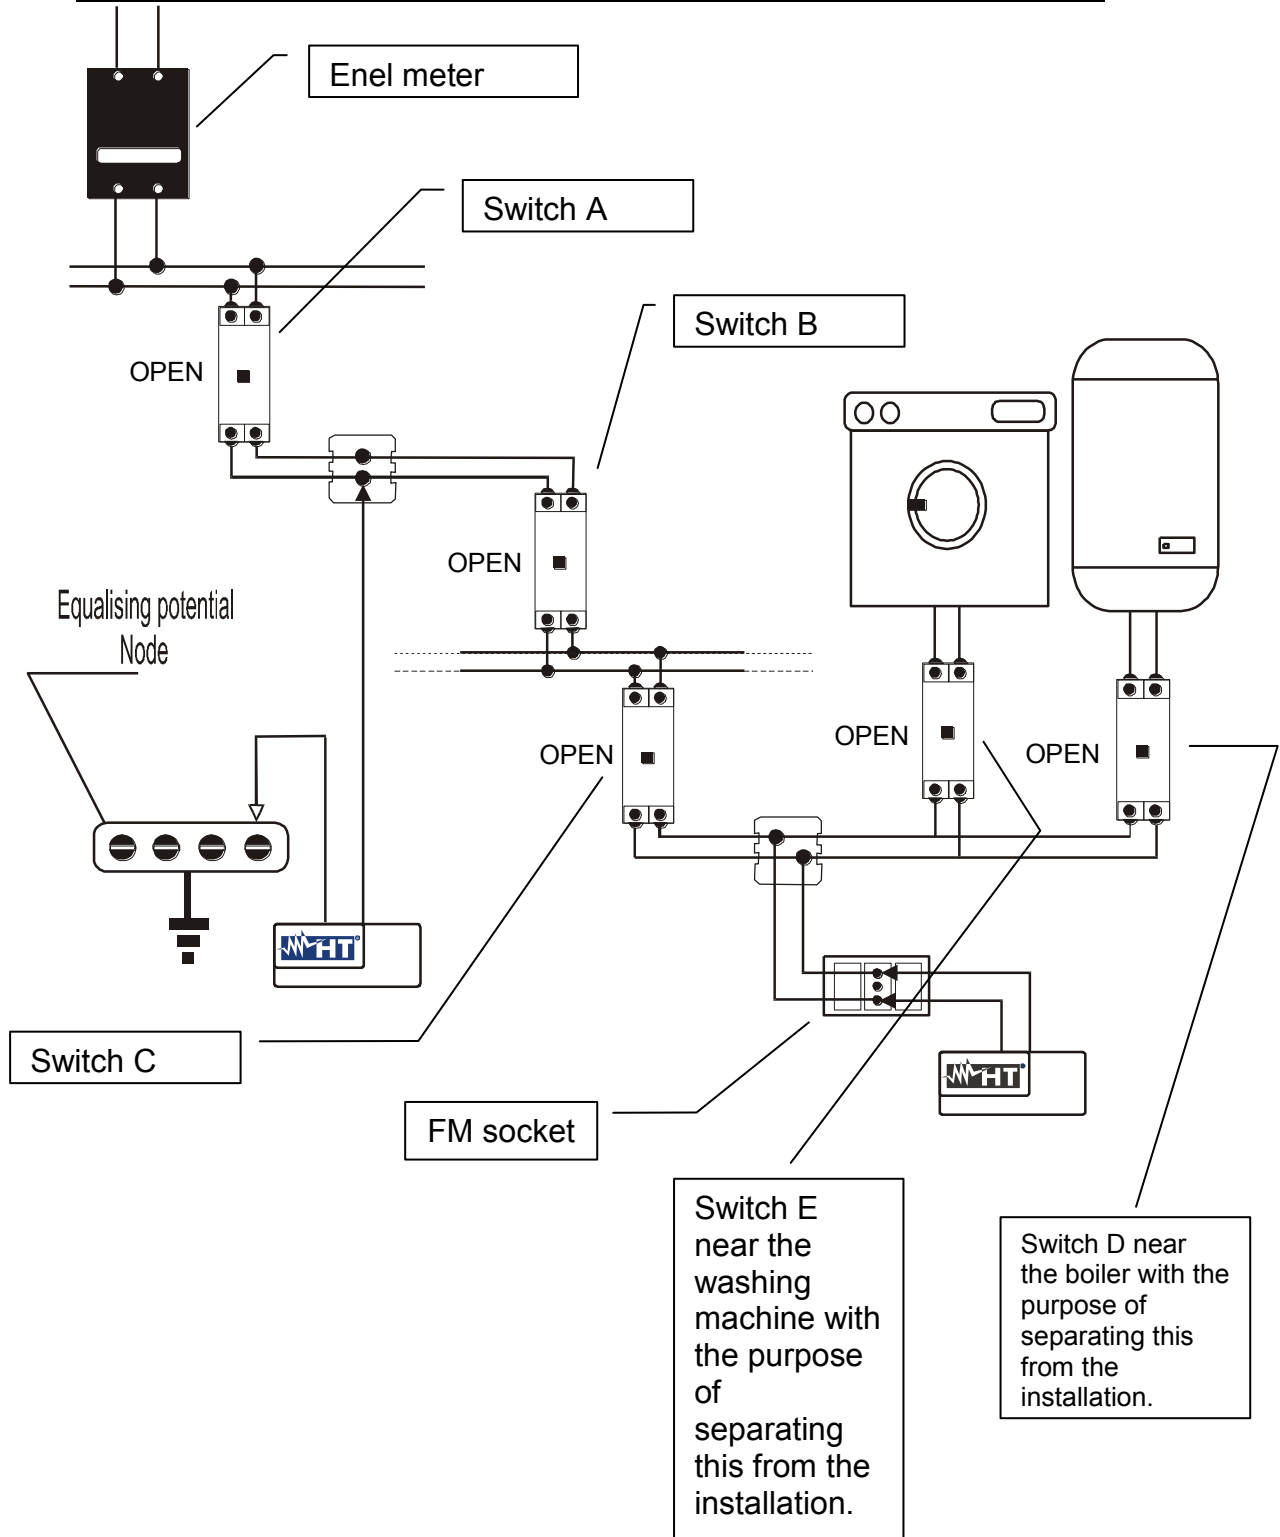 Enel meter
Switch A
Switch B
OPEN
OPEN
Equalising potential
Node
OPEN
OPEN
OPEN
HT
Switch C
HT
FM socket
Switch E
near the
washing
machine with
the purpose
of
separating
this from the
installation.
Switch D near
the boiler with the
purpose of
separating this
from the
installation.